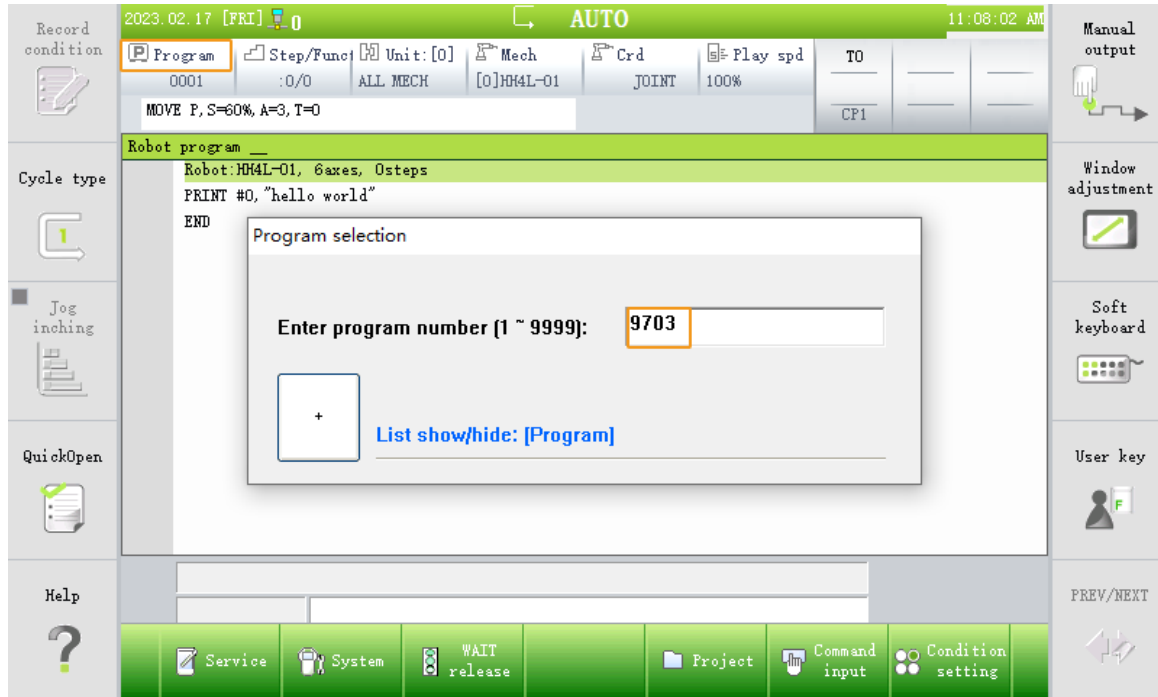 Record
condition
Cycle type
1
Jog
inching
QuickOpen
Help
2023.02.17 [FRI] 0 AUTO 11:08:02 AM
P Program Step/Funct Unit:[0] Mech Crd Play spd T0
0001 :0/0 ALL MECH [0]HH4L-01 JOINT 100%
MOVE P, S=60%, A=3, T=0 CP1
Robot program __
Robot:HH4L-01, 6axes, 0steps
PRINT #0,"hello world"
END
Program selection
Enter program number (1 ~ 9999): 9703
+
List show/hide: [Program]
Service System WAIT
release Project Command
input Condition
setting
Manual
output
Window
adjustment
Soft
keyboard
User key
F
PREV/NEXT